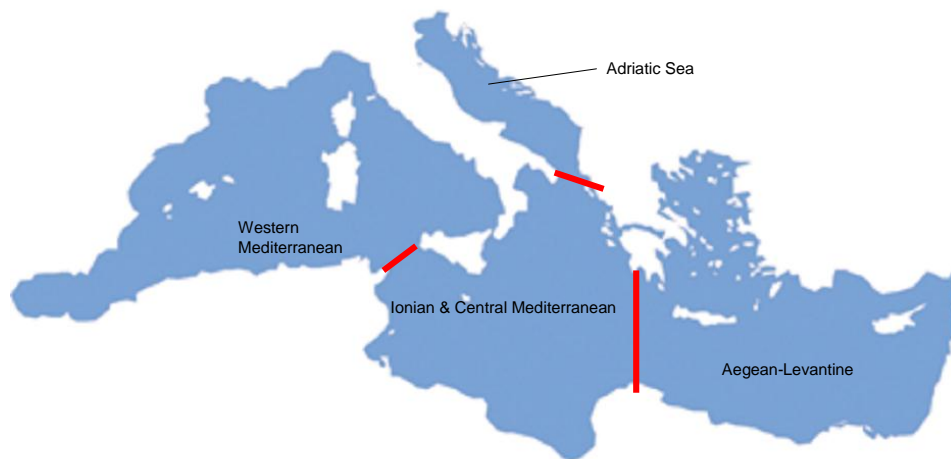 Adriatic Sea
Western
Mediterranean
Ionian & Central Mediterranean
Aegean-Levantine